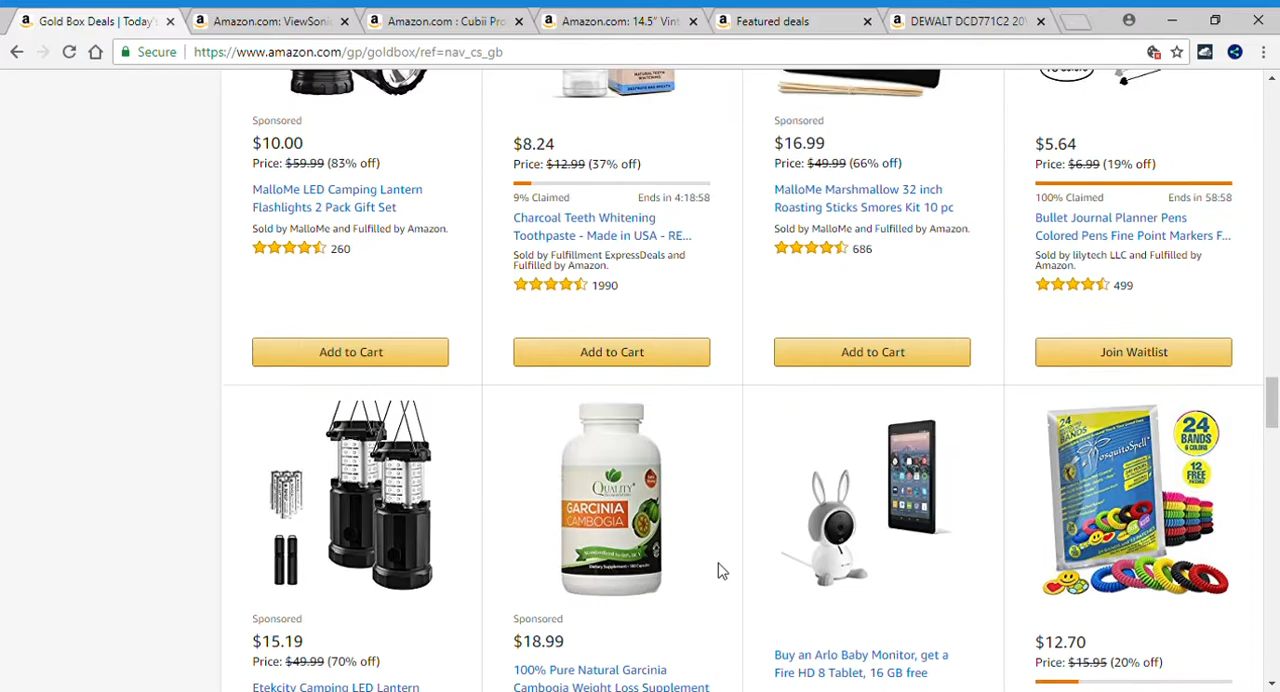 Gold Box Deals | Today'
Amazon.com: ViewSonic
Amazon.com : Cubii Pro
Amazon.com: 14.5" Vint
Featured deals
DEWALT DCD771C2 20V
Secure
https://www.amazon.com/gp/goldbox/ref=nav_cs_gb
Sponsored
$10.00
Price: $59.99 (83% off)
MalloMe LED Camping Lantern
Flashlights 2 Pack Gift Set
Sold by MalloMe and Fulfilled by Amazon.
260
Add to Cart
$8.24
Price: $12.99 (37% off)
9% Claimed Ends in 4:18:58
Charcoal Teeth Whitening
Toothpaste - Made in USA - RE...
Sold by Fulfillment ExpressDeals and
Fulfilled by Amazon.
1990
Add to Cart
Sponsored
$16.99
Price: $49.99 (66% off)
MalloMe Marshmallow 32 inch
Roasting Sticks Smores Kit 10 pc
Sold by MalloMe and Fulfilled by Amazon.
686
Add to Cart
$5.64
Price: $6.99 (19% off)
100% Claimed Ends in 58:58
Bullet Journal Planner Pens
Colored Pens Fine Point Markers F...
Sold by lilytech LLC and Fulfilled by
Amazon.
499
Join Waitlist
Sponsored
$15.19
Price: $49.99 (70% off)
Etekcity Camping LED Lantern
QUALITY
GARCINIA
CAMBOGIA
Sponsored
$18.99
100% Pure Natural Garcinia
Cambogia Weight Loss Supplement
Buy an Arlo Baby Monitor, get a
Fire HD 8 Tablet, 16 GB free
24
BANDS
MosquitoSpell
24
BANDS
6 COLORS
12
FREE
$12.70
Price: $15.95 (20% off)